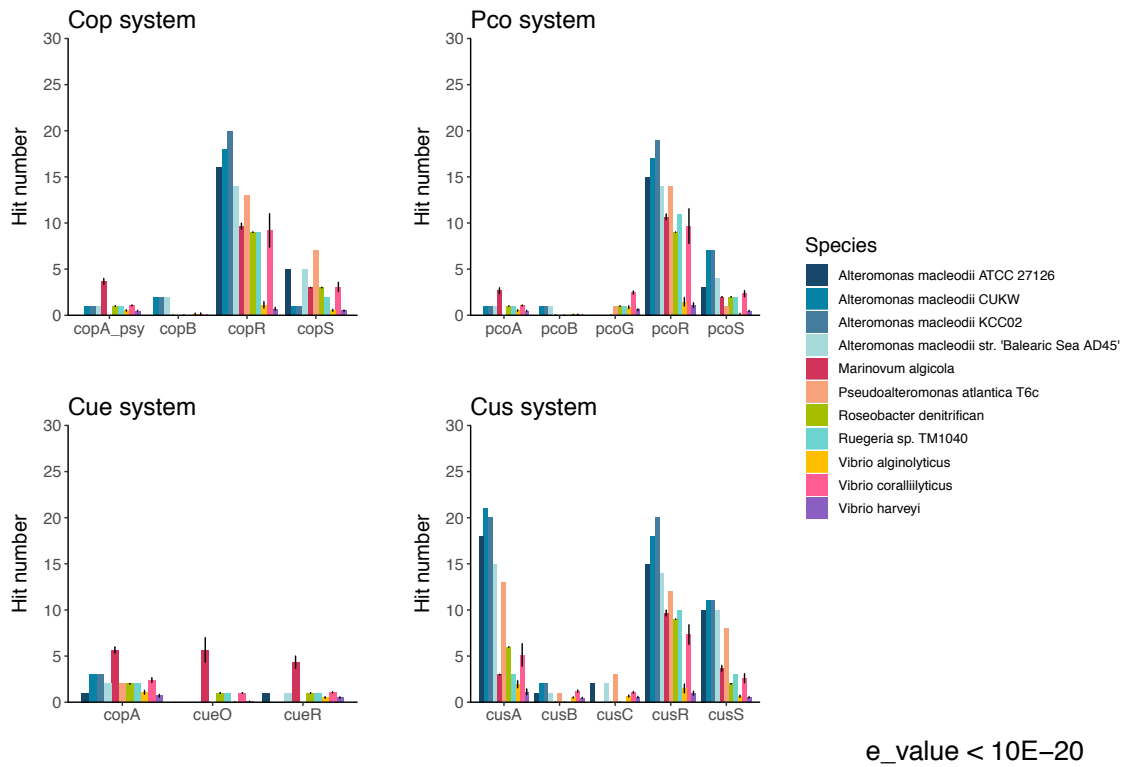 Cop system
30
25
20
15
10
5
0
Hit number
copA_psy copB copR copS
Pco system
30
25
20
15
10
5
0
Hit number
pcoA pcoB pcoG pcoR pcoS
Cue system
30
25
20
15
10
5
0
Hit number
copA cueO cueR
Cus system
30
25
20
15
10
5
0
Hit number
cusA cusB cusC cusR cusS
Species
Alteromonas macleodii ATCC 27126
Alteromonas macleodii CUKW
Alteromonas macleodii KCC02
Alteromonas macleodii str. 'Balearic Sea AD45'
Marinovum algicola
Pseudoalteromonas atlantica T6c
Roseobacter denitrifican
Ruegeria sp. TM1040
Vibrio alginolyticus
Vibrio coralliilyticus
Vibrio harveyi
e_value < 10E−20